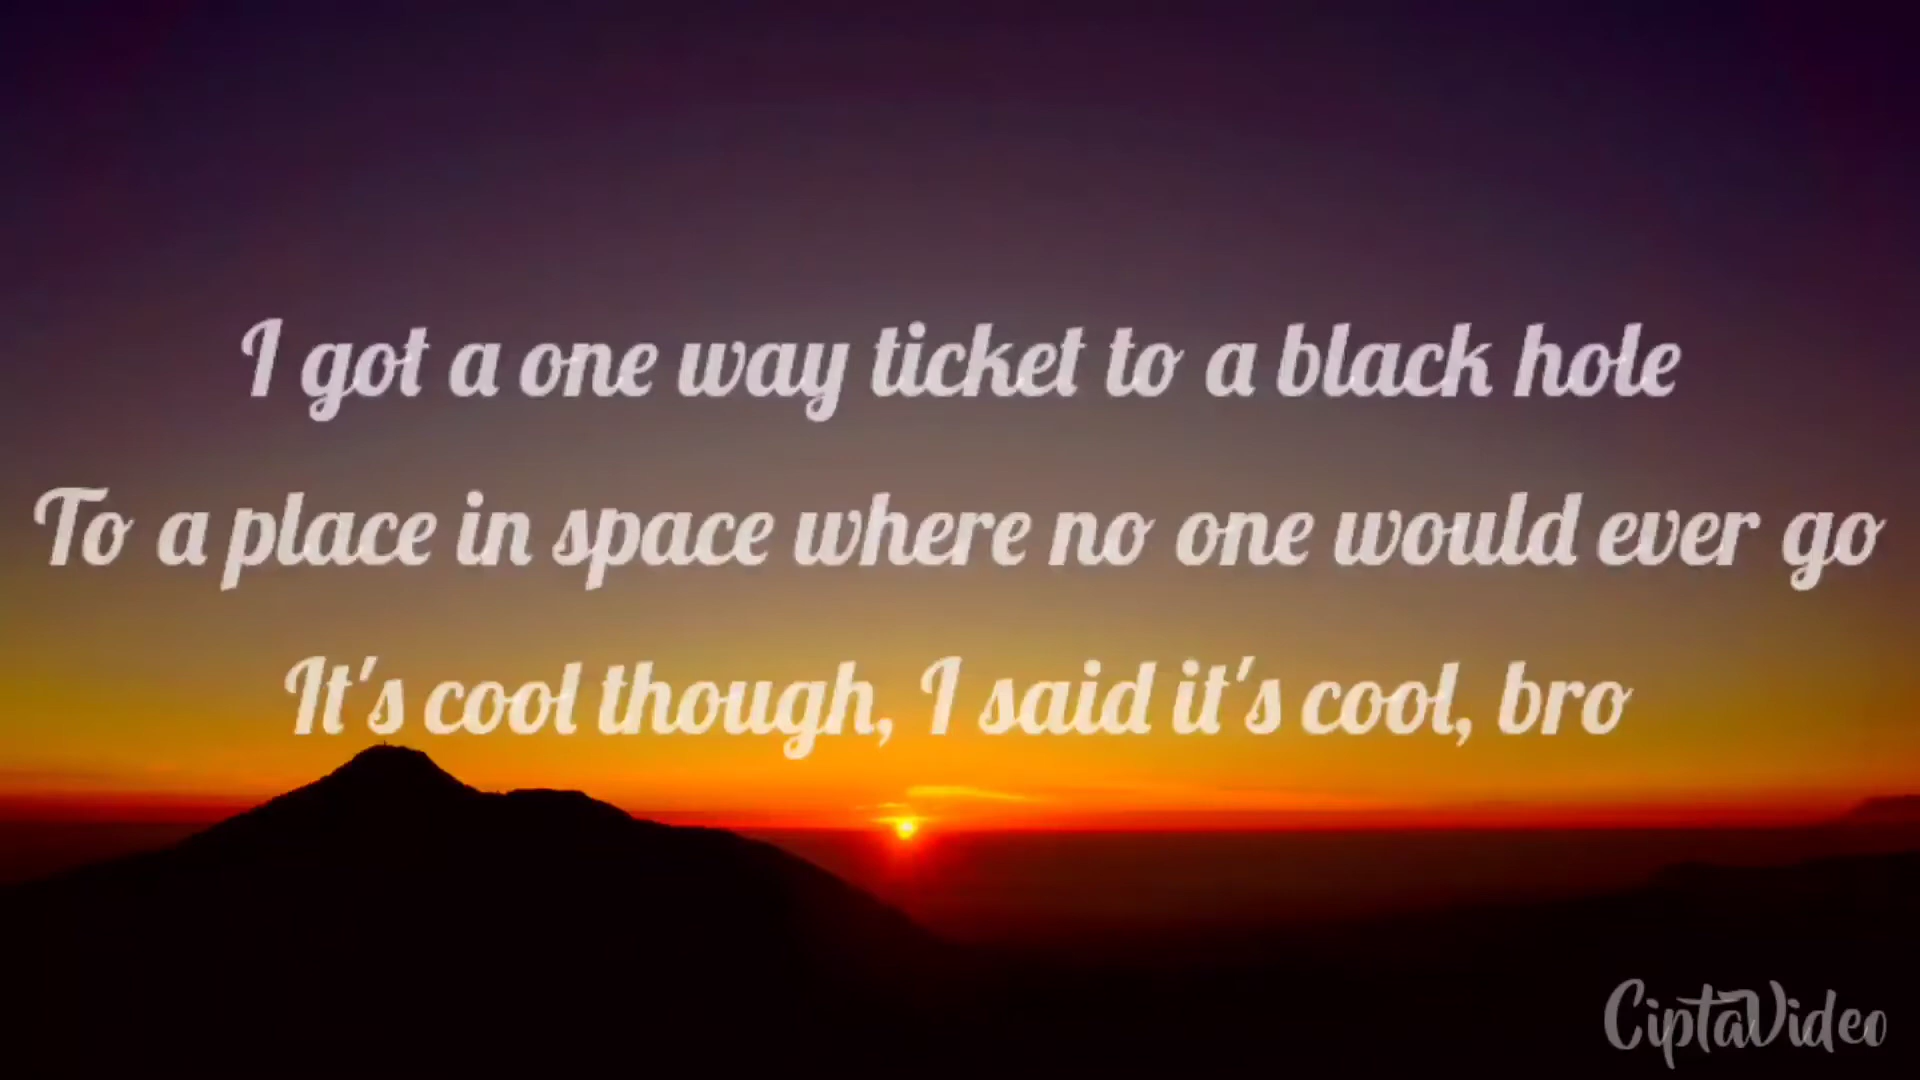 I got a one way ticket to a black hole
To a place in space where no one would ever go
It's cool though, I said it's cool, bro
CiptaVideo